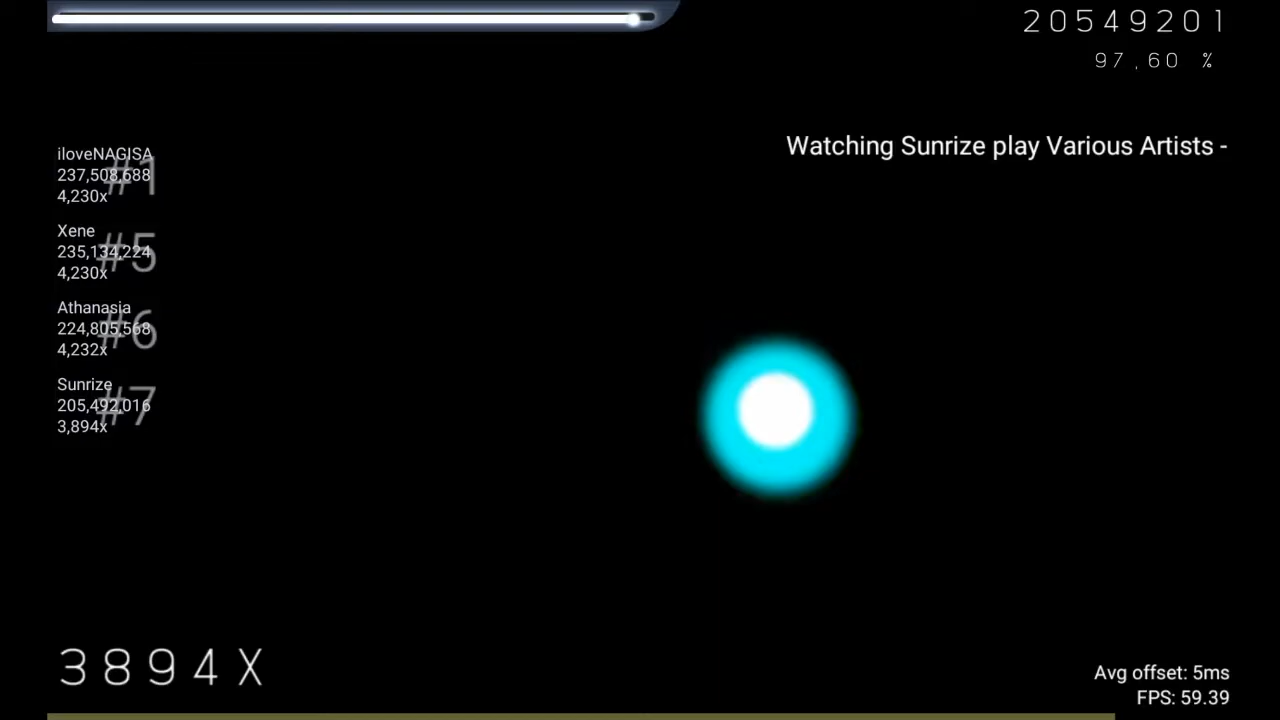 20549201
97,60 %
Watching Sunrize play Various Artists -
iloveNAGISA
237,508,688
4,230x
#1
Xene
235,134,224
4,230x
#5
Athanasia
224,805,568
4,232x
#6
Sunrize
205,492,016
3,894x
#7
3894X
Avg offset: 5ms
FPS: 59.39